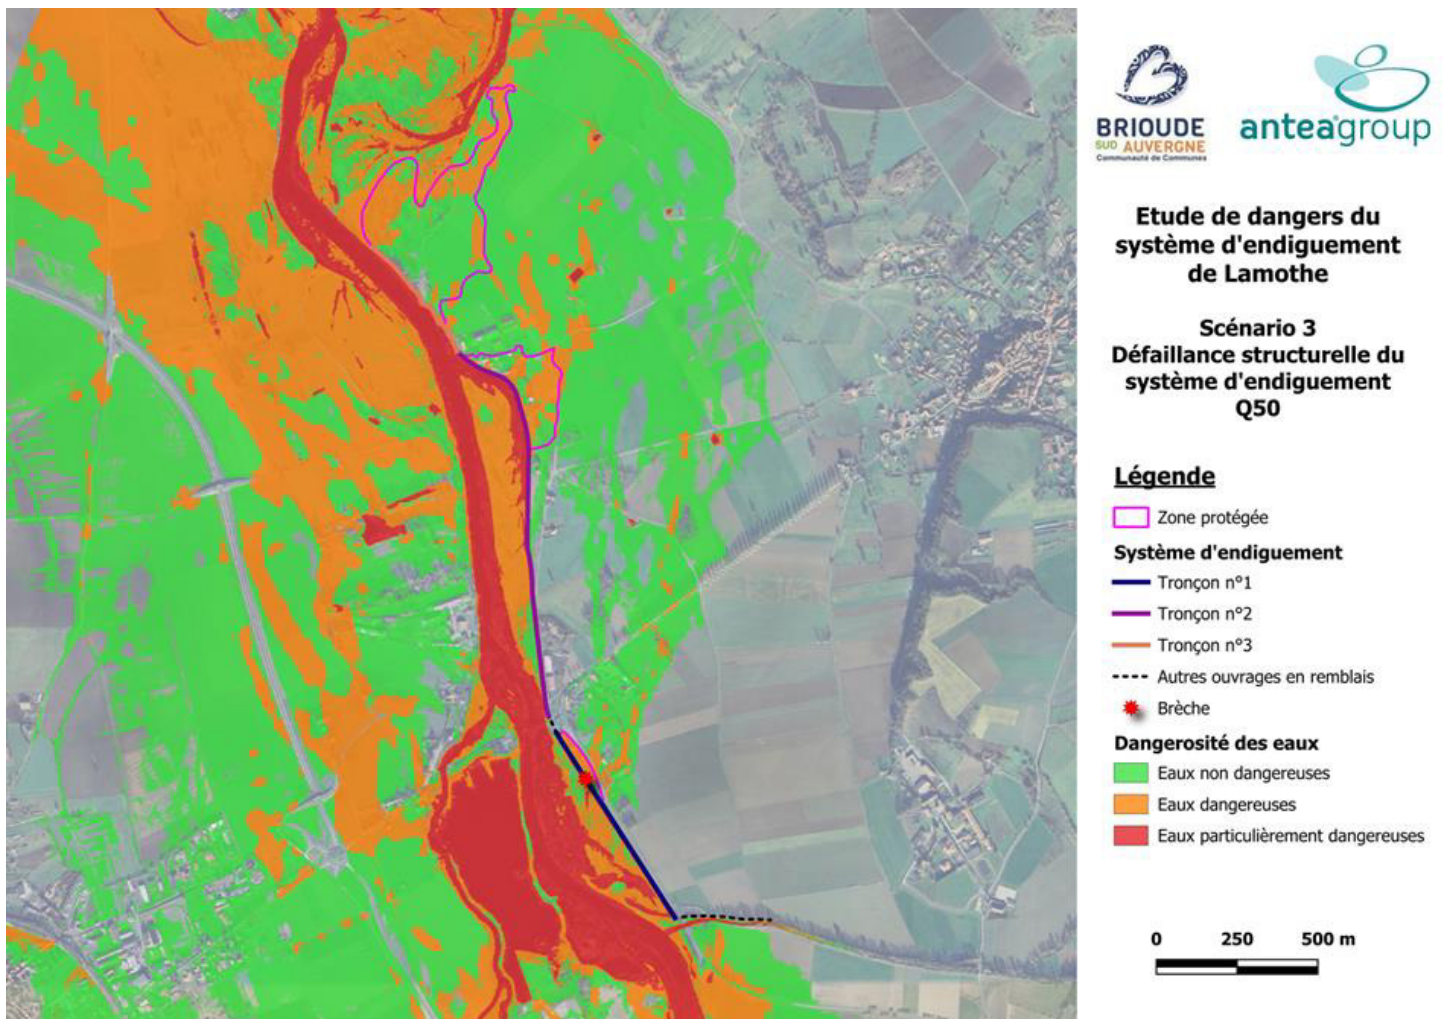 BRIOUDE
SUD AUVERGNE
Communauté de Communes
anteagroup
Etude de dangers du
système d'endiguement
de Lamothe
Scénario 3
Défaillance structurelle du
système d'endiguement
Q50
Légende
Zone protégée
Système d'endiguement
Tronçon n°1
Tronçon n°2
Tronçon n°3
Autres ouvrages en remblais
Brèche
Dangerosité des eaux
Eaux non dangereuses
Eaux dangereuses
Eaux particulièrement dangereuses
0 250 500 m